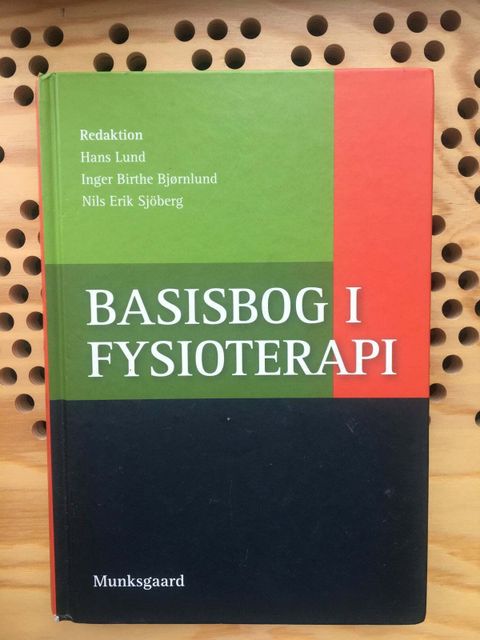 Redaktion
Hans Lund
Inger Birthe Bjørnlund
Nils Erik Sjöberg
BASISBOG I
FYSIOTERAPI
Munksgaard